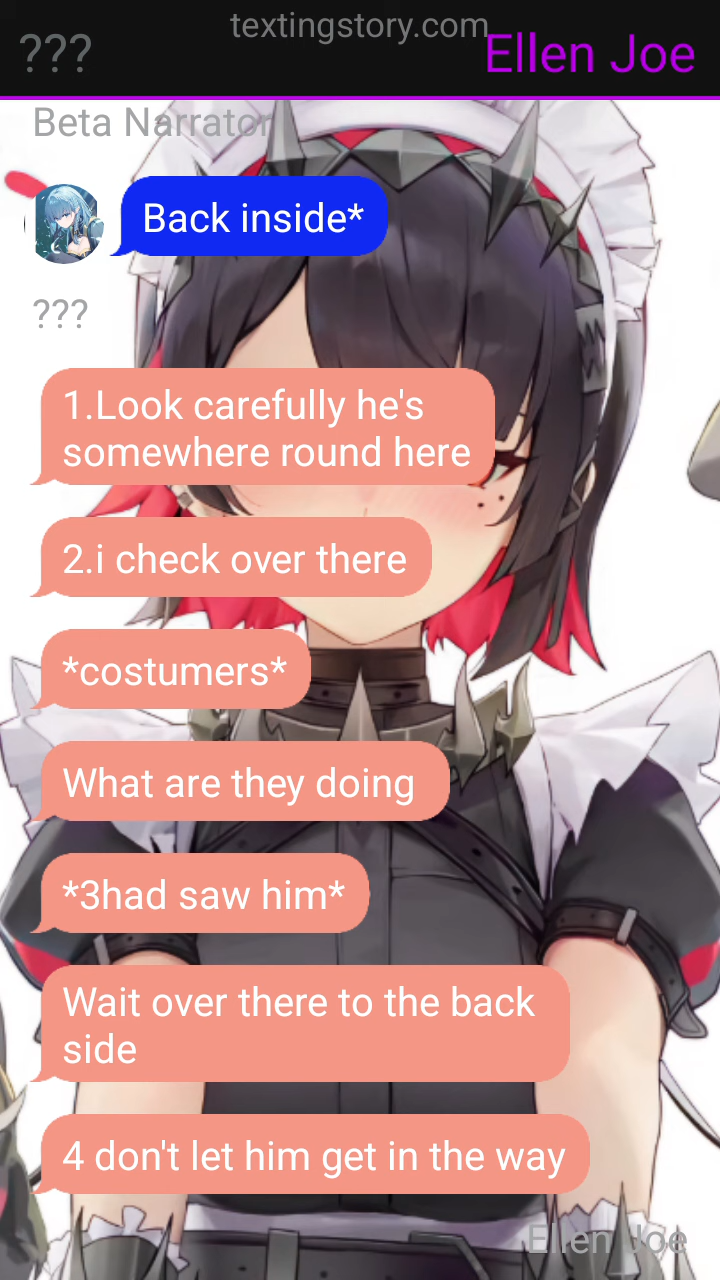 textingstory.com
??? Ellen Joe
Beta Narrator
Back inside*
???
1.Look carefully he's
somewhere round here
2.i check over there
*costumers*
What are they doing
*3had saw him*
Wait over there to the back
side
4 don't let him get in the way
Ellen Joe